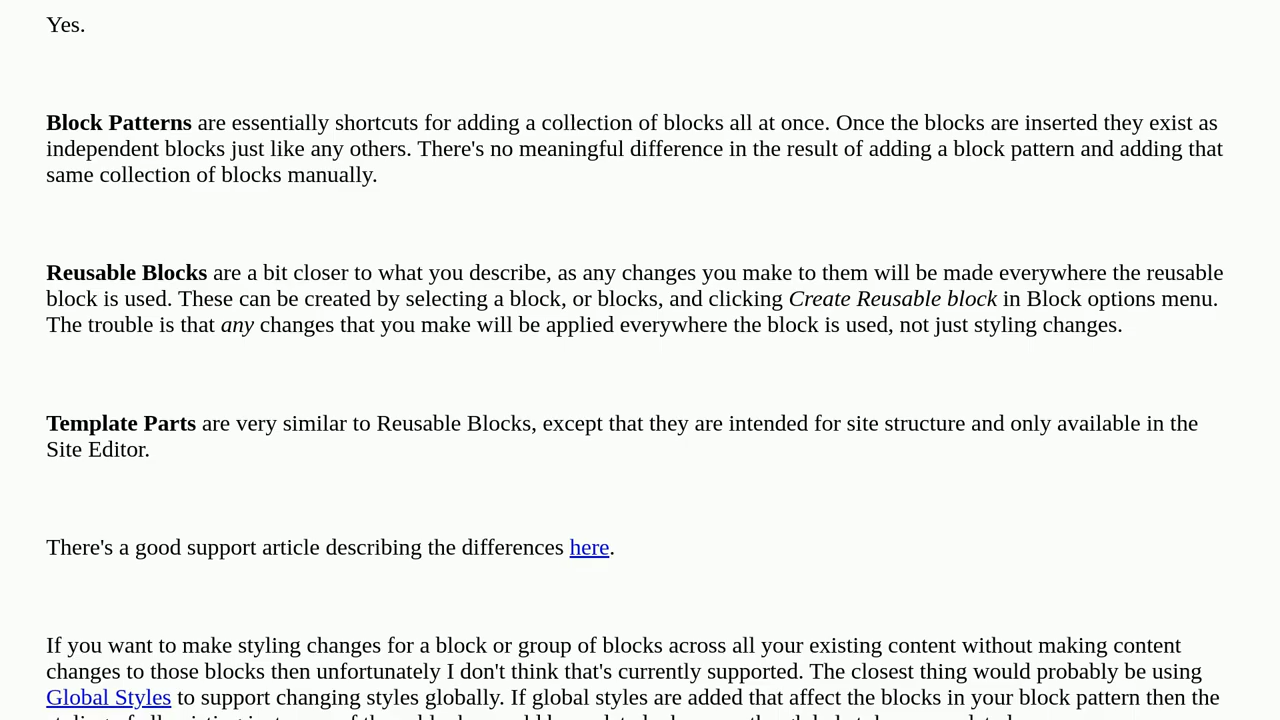 Yes.
Block Patterns are essentially shortcuts for adding a collection of blocks all at once. Once the blocks are inserted they exist as
independent blocks just like any others. There's no meaningful difference in the result of adding a block pattern and adding that
same collection of blocks manually.
Reusable Blocks are a bit closer to what you describe, as any changes you make to them will be made everywhere the reusable
block is used. These can be created by selecting a block, or blocks, and clicking Create Reusable block in Block options menu.
The trouble is that any changes that you make will be applied everywhere the block is used, not just styling changes.
Template Parts are very similar to Reusable Blocks, except that they are intended for site structure and only available in the
Site Editor.
There's a good support article describing the differences here.
If you want to make styling changes for a block or group of blocks across all your existing content without making content
changes to those blocks then unfortunately I don't think that's currently supported. The closest thing would probably be using
Global Styles to support changing styles globally. If global styles are added that affect the blocks in your block pattern then the